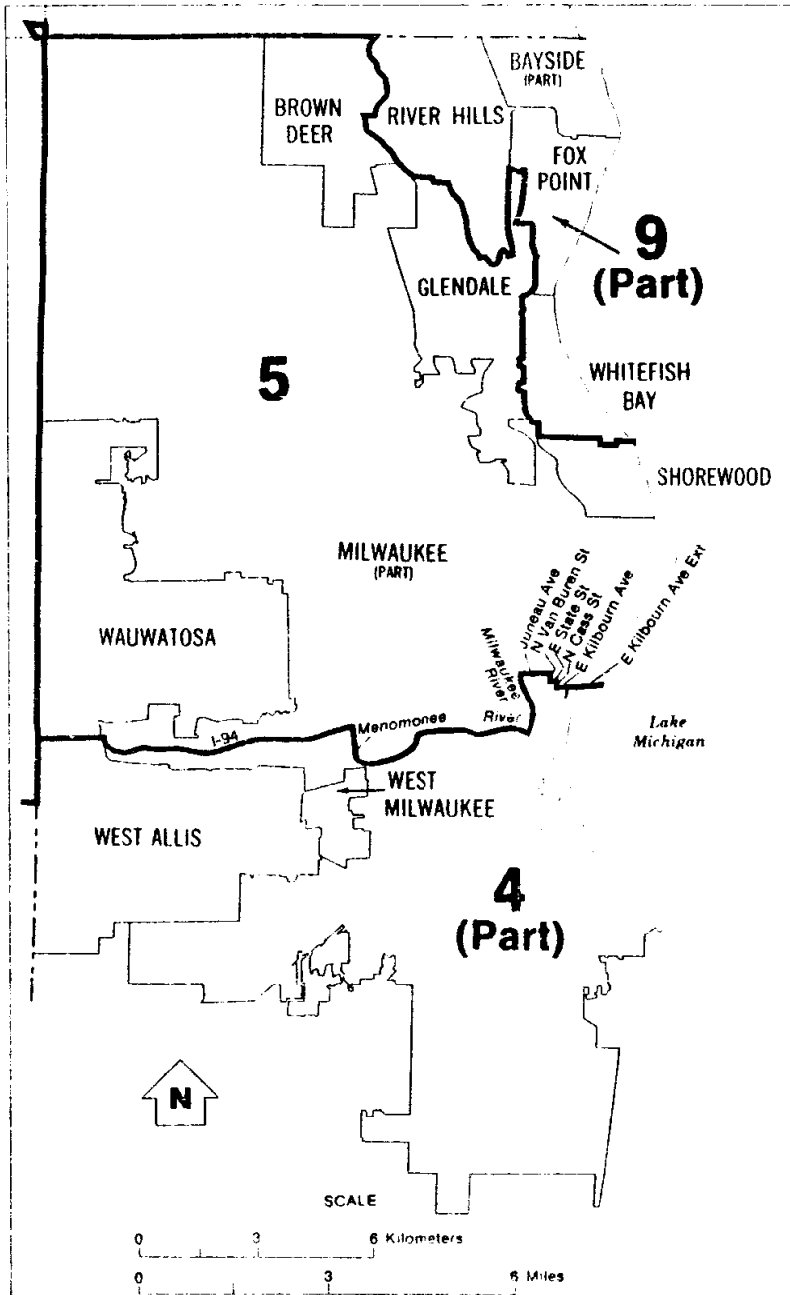 BAYSIDE
(PART)
BROWN
DEER
RIVER HILLS
FOX
POINT
9
(Part)
GLENDALE
5
WHITEFISH
BAY
SHOREWOOD
MILWAUKEE
(PART)
Juneau Ave
N Van Buren St
E State St
N Cass St
E Kilbourn Ave
E Kilbourn Ave Ext
WAUWATOSA
Milwaukee
River
I-94
Menomonee
River
Lake
Michigan
WEST
MILWAUKEE
WEST ALLIS
4
(Part)
N
SCALE
0 3 6 Kilometers
0 3 6 Miles